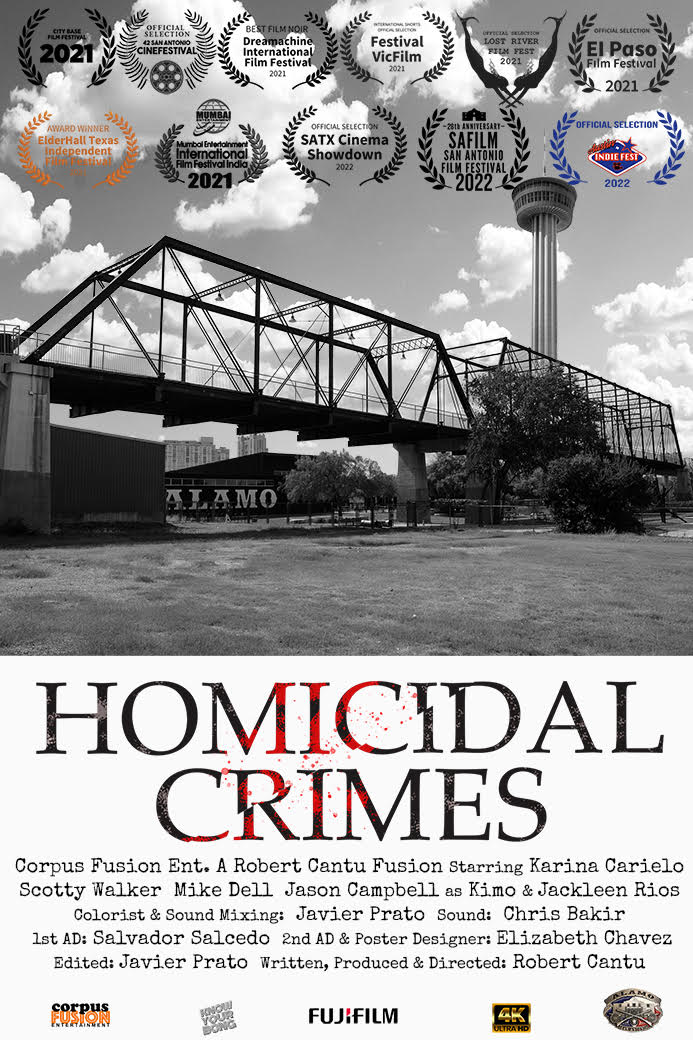 CITY BASE
FILM FESTIVAL
2021
OFFICIAL
SELECTION
42 SAN ANTONIO
CINEFESTIVAL
BEST FILM NOIR
Dreamachine
International
Film Festival
2021
INTERNATIONAL SHORTS
OFFICIAL SELECTION
Festival
VicFilm
2021
OFFICIAL SELECTION
LOST RIVER
FILM FEST
2021
OFFICIAL SELECTION
El Paso
Film Festival
2021
AWARD WINNER
ElderHall Texas
Independent
Film Festival
MUMBAI
Mumbai Entertainment
International
Film Festival India
2021
OFFICIAL SELECTION
SATX Cinema
Showdown
2022
~28th ANNIVERSARY~
SAFILM
SAN ANTONIO
FILM FESTIVAL
2022
OFFICIAL SELECTION
Austin
INDIE FEST
2022
ALAMO
HOMICIDAL
CRIMES
Corpus Fusion Ent. A Robert Cantu Fusion Starring Karina Carielo
Scotty Walker Mike Dell Jason Campbell as Kimo & Jackleen Rios
Colorist & Sound Mixing: Javier Prato Sound: Chris Bakir
1st AD: Salvador Salcedo 2nd AD & Poster Designer: Elizabeth Chavez
Edited: Javier Prato Written, Produced & Directed: Robert Cantu
corpus
FUSION
ENTERTAINMENT
KNOW
YOUR
DONG
FUJIFILM
4K
ULTRA HD
ALAMO